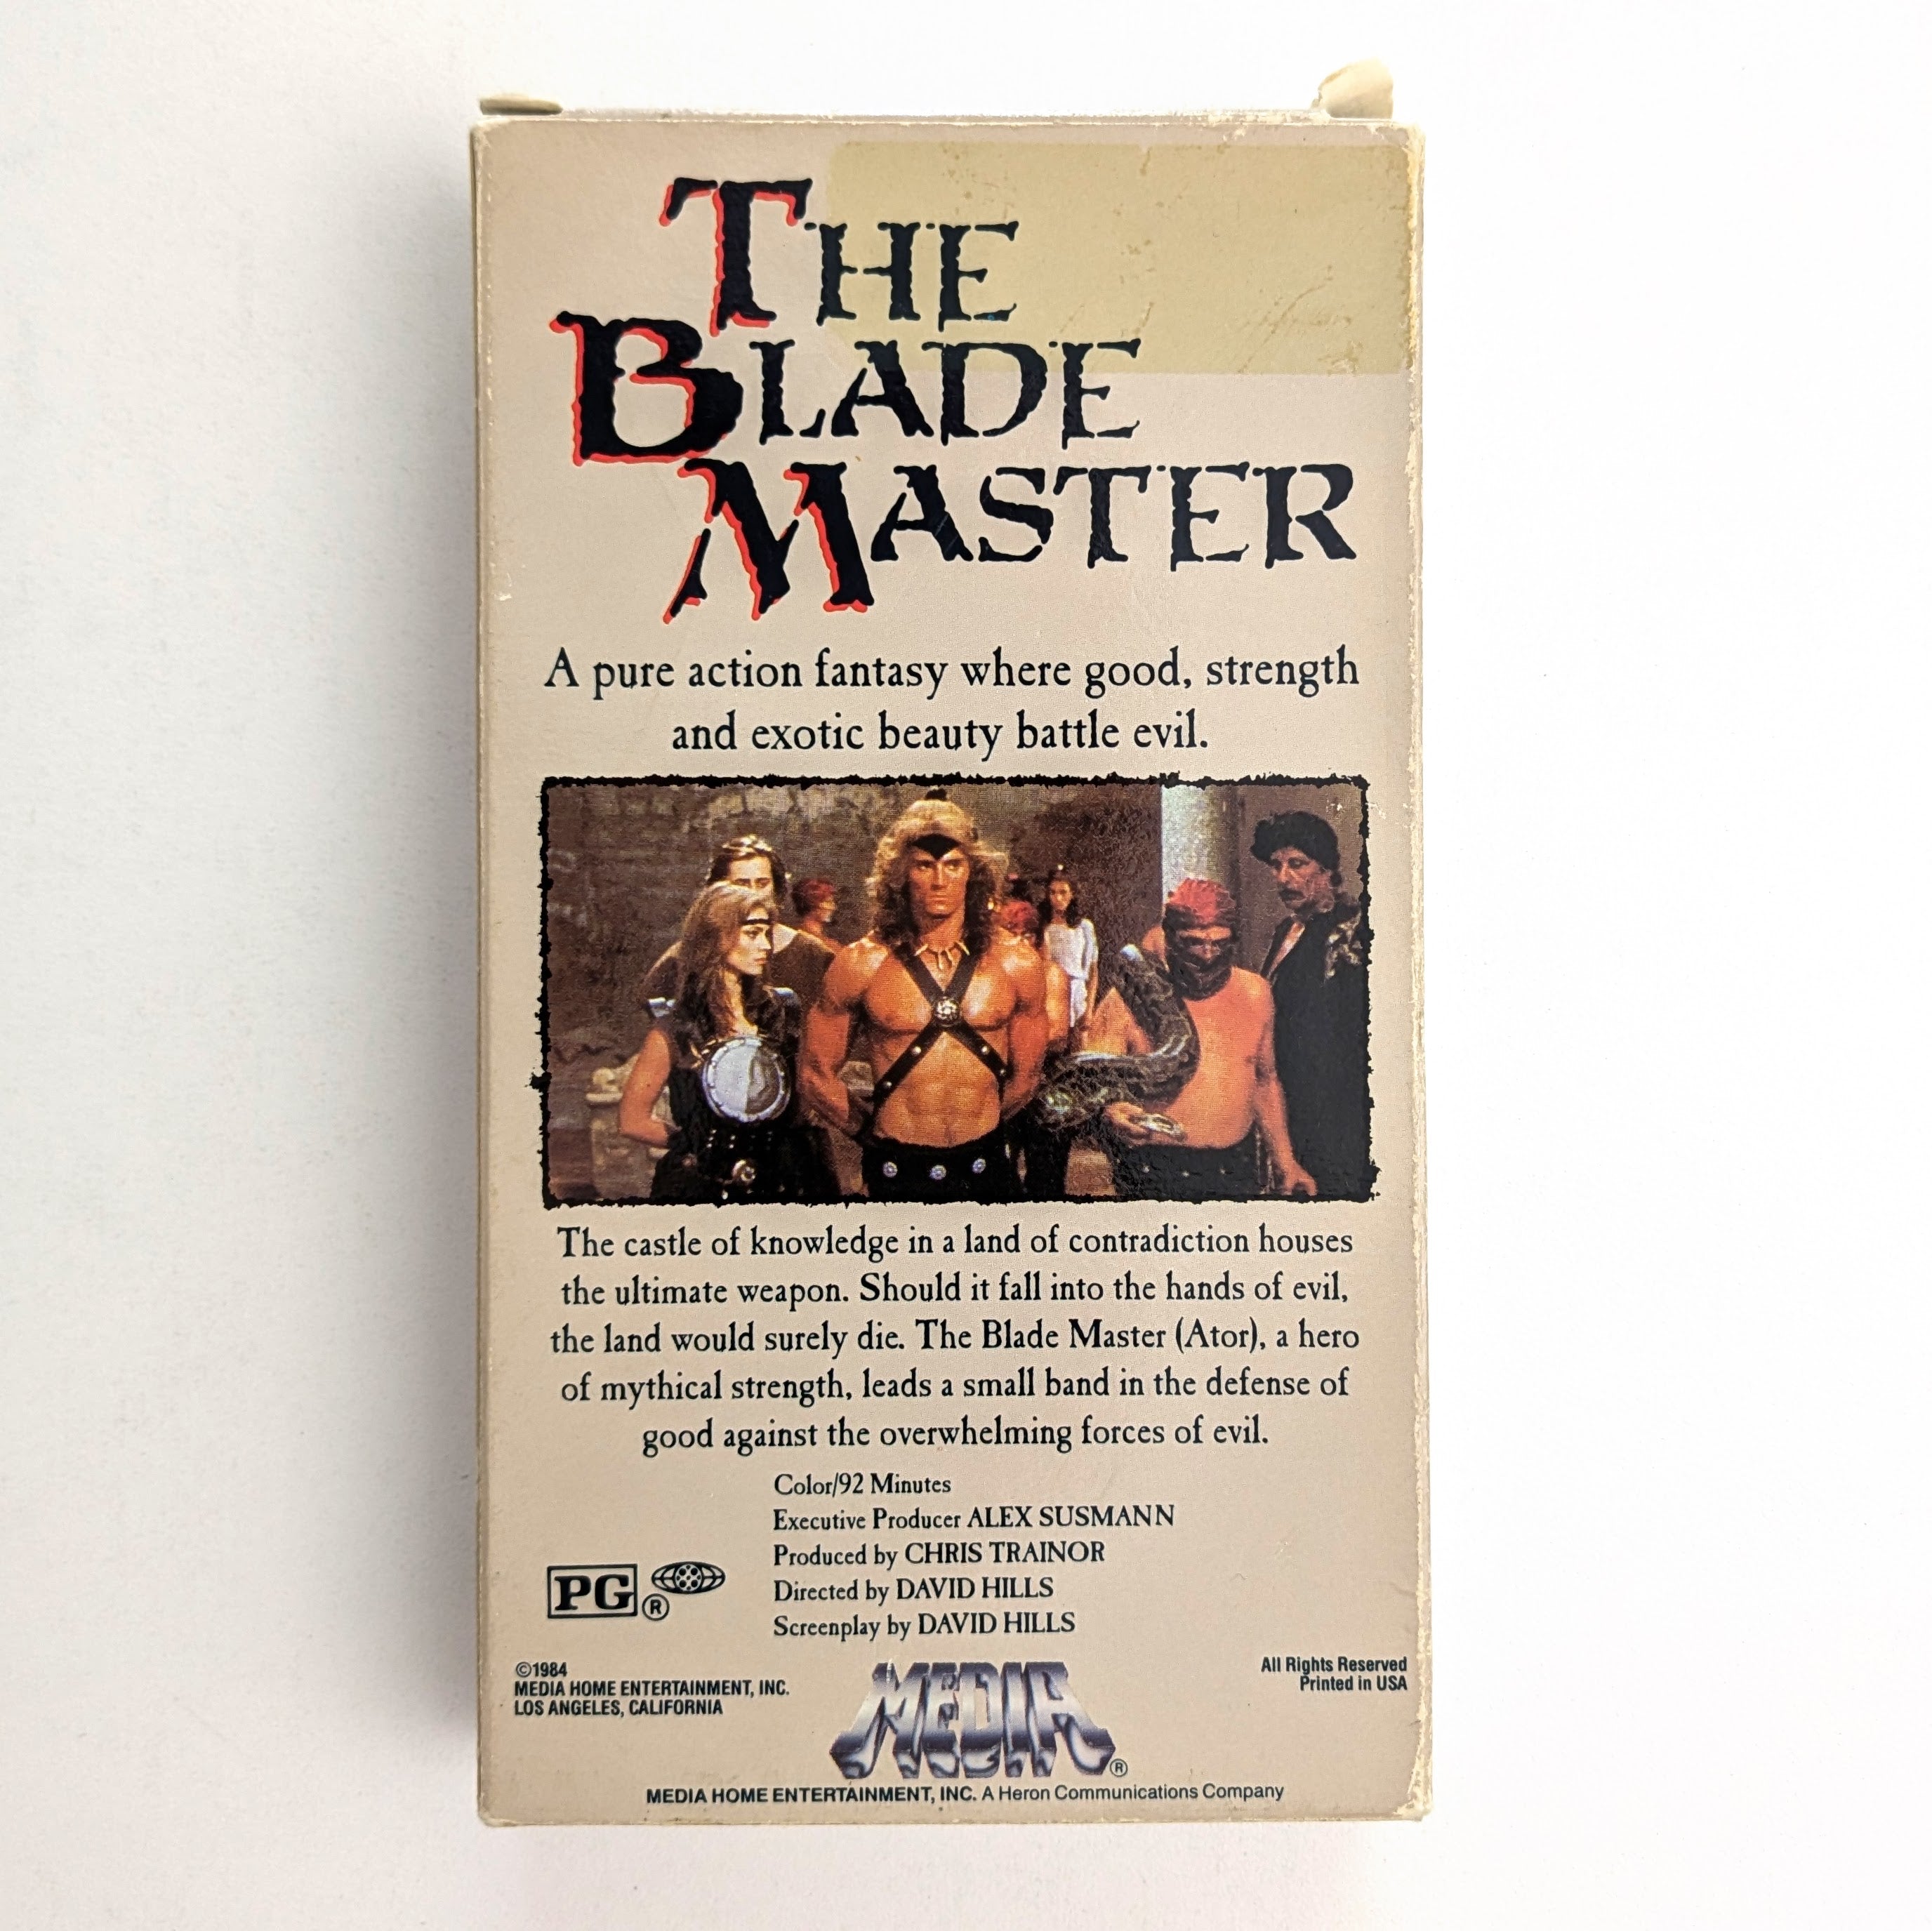 THE
BLADE
MASTER
A pure action fantasy where good, strength
and exotic beauty battle evil.
The castle of knowledge in a land of contradiction houses
the ultimate weapon. Should it fall into the hands of evil,
the land would surely die. The Blade Master (Ator), a hero
of mythical strength, leads a small band in the defense of
good against the overwhelming forces of evil.
Color/92 Minutes
Executive Producer ALEX SUSMANN
Produced by CHRIS TRAINOR
Directed by DAVID HILLS
Screenplay by DAVID HILLS
PG ®
©1984
MEDIA HOME ENTERTAINMENT, INC.
LOS ANGELES, CALIFORNIA
All Rights Reserved
Printed in USA
MEDIA ®
MEDIA HOME ENTERTAINMENT, INC. A Heron Communications Company